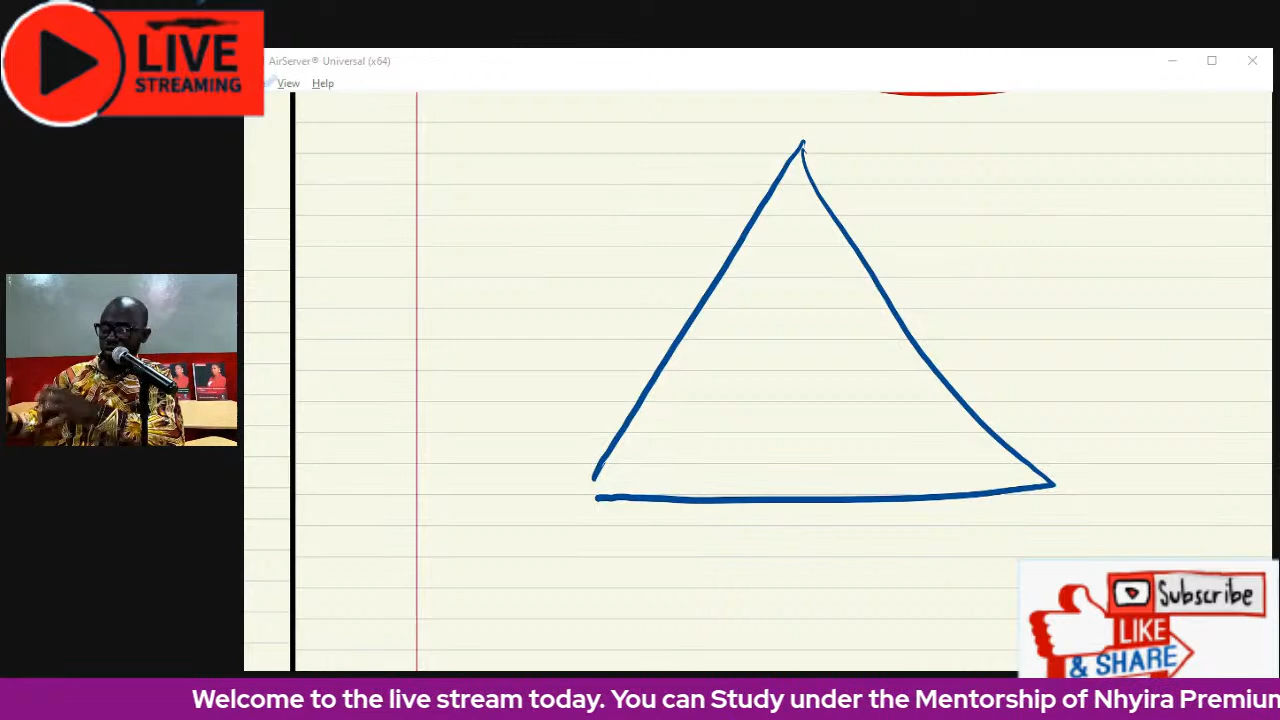 LIVE
STREAMING
AirServer® Universal (x64)
View
Help
Subscribe
LIKE
& SHARE
Welcome to the live stream today. You can Study under the Mentorship of Nhyira Premium